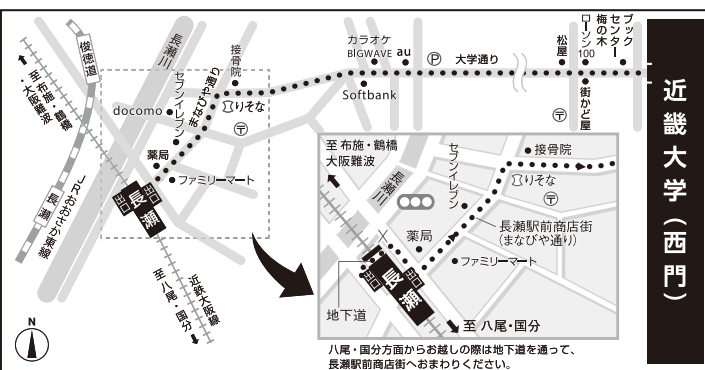 俊徳道
長瀬川
接骨院
カラオケ
BIGWAVE
au
Ⓟ
大学通り
松屋
ローソン100
梅の木
ブックセンター
至 布施・鶴橋
・大阪難波
docomo
セブンイレブン
まなびや通り
りそな
〒
Softbank
〒
街かど屋
薬局
ファミリーマート
長瀬
JRおおさか東線
出口
長瀬
出口
至 八尾・国分
近鉄大阪線
N
至 布施・鶴橋
大阪難波
長瀬川
セブンイレブン
接骨院
りそな
〒
長瀬駅前商店街
(まなびや通り)
薬局
ファミリーマート
出口
長瀬
出口
地下道
至 八尾・国分
八尾・国分方面からお越しの際は地下道を通って、
長瀬駅前商店街へおまわりください。
近畿大学(西門)